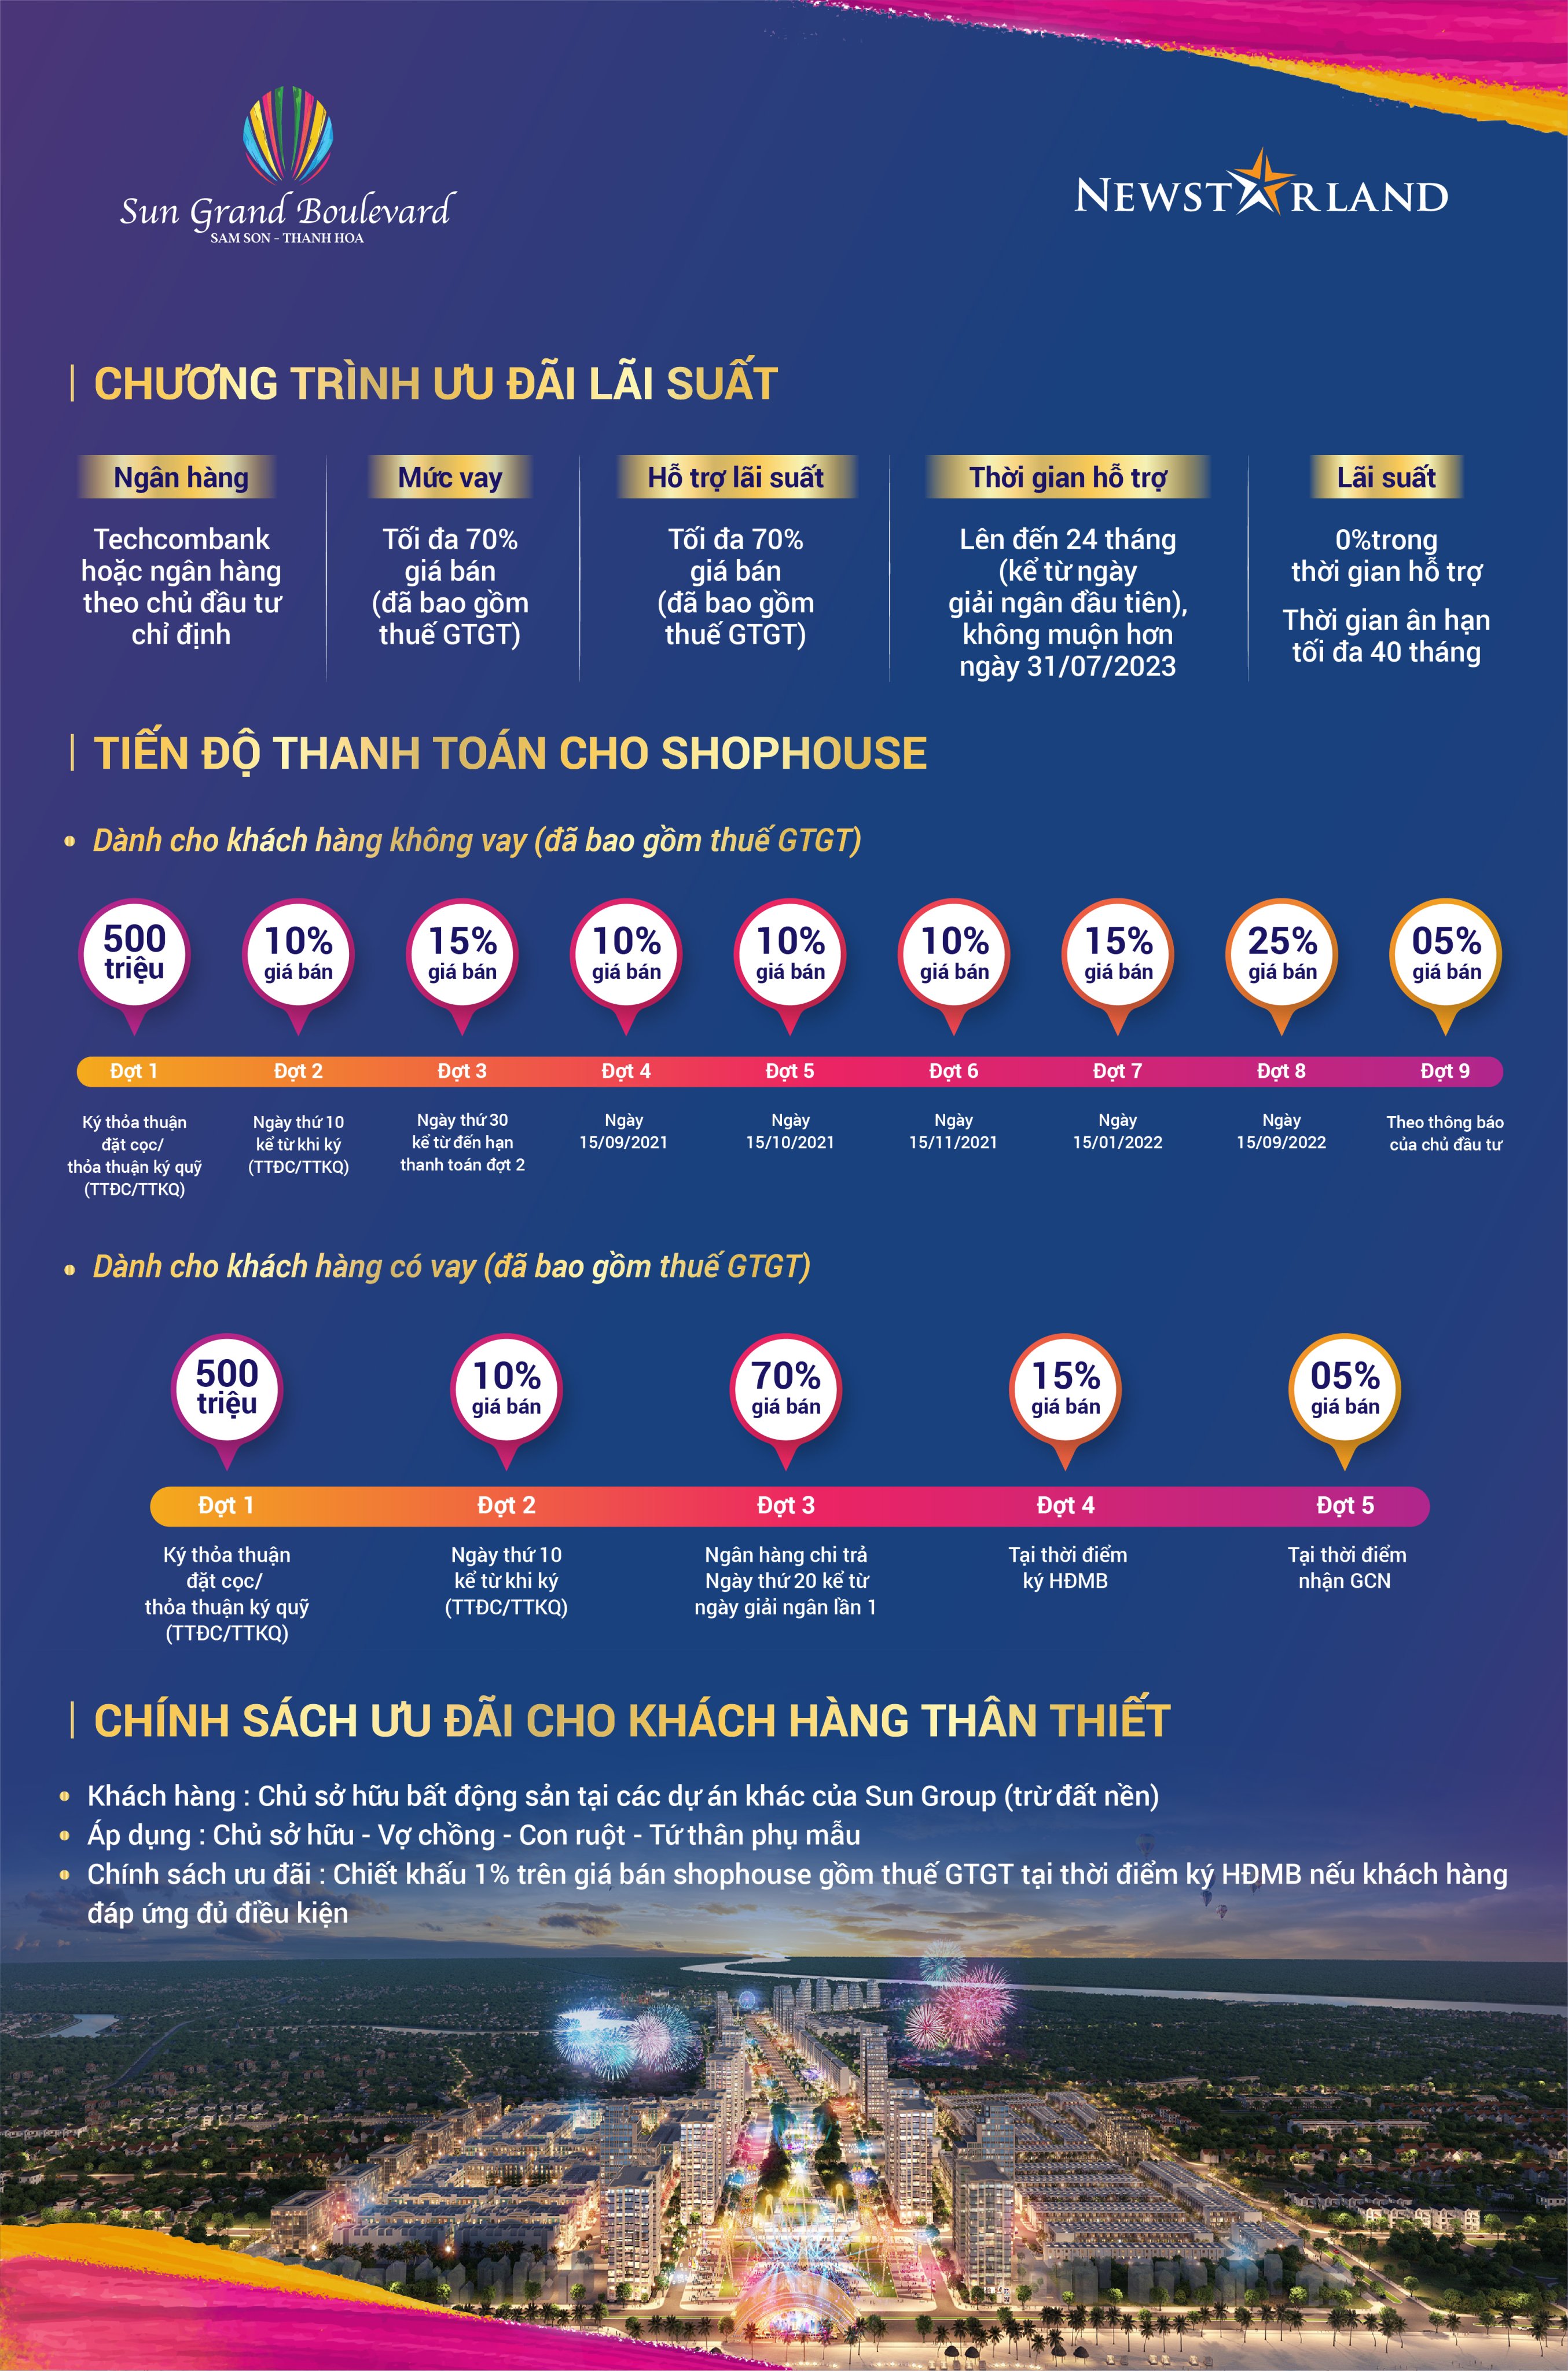 Sun Grand Boulevard
SAM SON - THANH HOA
NEWSTARLAND
CHƯƠNG TRÌNH ƯU ĐÃI LÃI SUẤT
Ngân hàng
Techcombank
hoặc ngân hàng
theo chủ đầu tư
chỉ định
Mức vay
Tối đa 70%
giá bán
(đã bao gồm
thuế GTGT)
Hỗ trợ lãi suất
Tối đa 70%
giá bán
(đã bao gồm
thuế GTGT)
Thời gian hỗ trợ
Lên đến 24 tháng
(kể từ ngày
giải ngân đầu tiên),
không muộn hơn
ngày 31/07/2023
Lãi suất
0%trong
thời gian hỗ trợ
Thời gian ân hạn
tối đa 40 tháng
TIẾN ĐỘ THANH TOÁN CHO SHOPHOUSE
• Dành cho khách hàng không vay (đã bao gồm thuế GTGT)
500
triệu
Đợt 1
Ký thỏa thuận
đặt cọc/
thỏa thuận ký quỹ
(TTĐC/TTKQ)
10%
giá bán
Đợt 2
Ngày thứ 10
kể từ khi ký
(TTĐC/TTKQ)
15%
giá bán
Đợt 3
Ngày thứ 30
kể từ đến hạn
thanh toán đợt 2
10%
giá bán
Đợt 4
Ngày
15/09/2021
10%
giá bán
Đợt 5
Ngày
15/10/2021
10%
giá bán
Đợt 6
Ngày
15/11/2021
15%
giá bán
Đợt 7
Ngày
15/01/2022
25%
giá bán
Đợt 8
Ngày
15/09/2022
05%
giá bán
Đợt 9
Theo thông báo
của chủ đầu tư
• Dành cho khách hàng có vay (đã bao gồm thuế GTGT)
500
triệu
Đợt 1
Ký thỏa thuận
đặt cọc/
thỏa thuận ký quỹ
(TTĐC/TTKQ)
10%
giá bán
Đợt 2
Ngày thứ 10
kể từ khi ký
(TTĐC/TTKQ)
70%
giá bán
Đợt 3
Ngân hàng chi trả
Ngày thứ 20 kể từ
ngày giải ngân lần 1
15%
giá bán
Đợt 4
Tại thời điểm
ký HĐMB
05%
giá bán
Đợt 5
Tại thời điểm
nhận GCN
CHÍNH SÁCH ƯU ĐÃI CHO KHÁCH HÀNG THÂN THIẾT
• Khách hàng : Chủ sở hữu bất động sản tại các dự án khác của Sun Group (trừ đất nền)
• Áp dụng : Chủ sở hữu - Vợ chồng - Con ruột - Tứ thân phụ mẫu
• Chính sách ưu đãi : Chiết khấu 1% trên giá bán shophouse gồm thuế GTGT tại thời điểm ký HĐMB nếu khách hàng
đáp ứng đủ điều kiện